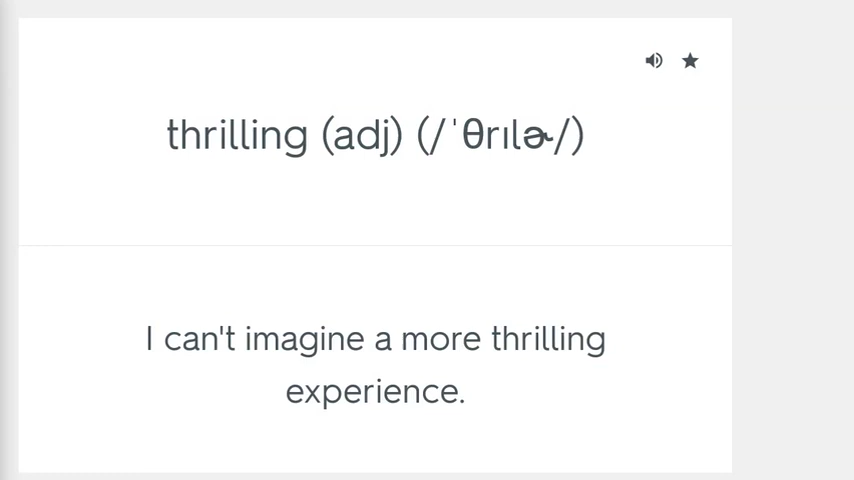 thrilling (adj) (/ˈθrɪlɚ/)
I can't imagine a more thrilling
experience.